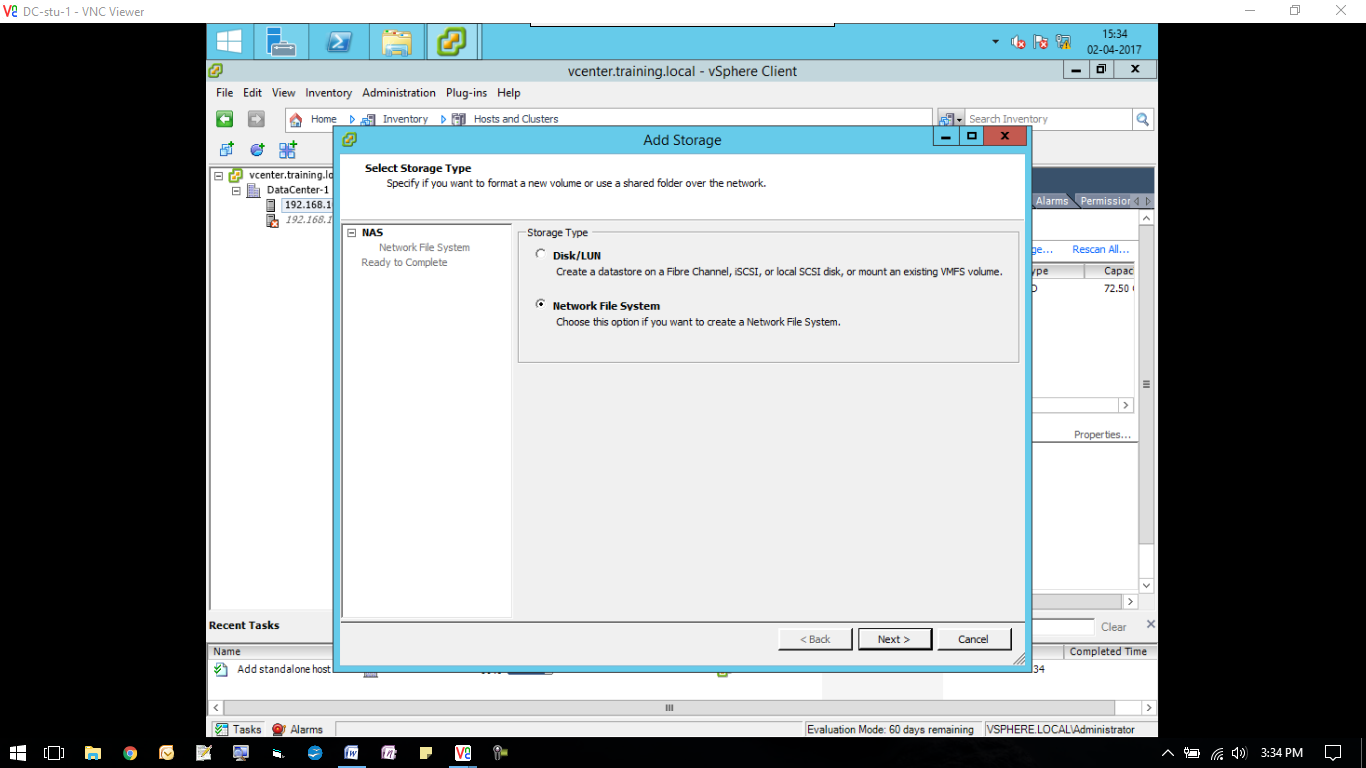 DC-stu-1 - VNC Viewer
15:34
02-04-2017
vcenter.training.local - vSphere Client
File Edit View Inventory Administration Plug-ins Help
Home Inventory Hosts and Clusters
Search Inventory
Add Storage
vcenter.training.lo
DataCenter-1
192.168.1
192.168.1
Select Storage Type
Specify if you want to format a new volume or use a shared folder over the network.
NAS
Network File System
Ready to Complete
Storage Type
Disk/LUN
Create a datastore on a Fibre Channel, iSCSI, or local SCSI disk, or mount an existing VMFS volume.
Network File System
Choose this option if you want to create a Network File System.
Alarms Permission
ge... Rescan All...
ype Capac
D 72.50
Properties...
< Back Next > Cancel
Recent Tasks
Clear
Name Completed Time
Add standalone host 34
Tasks Alarms Evaluation Mode: 60 days remaining VSPHERE.LOCAL\Administrator
3:34 PM